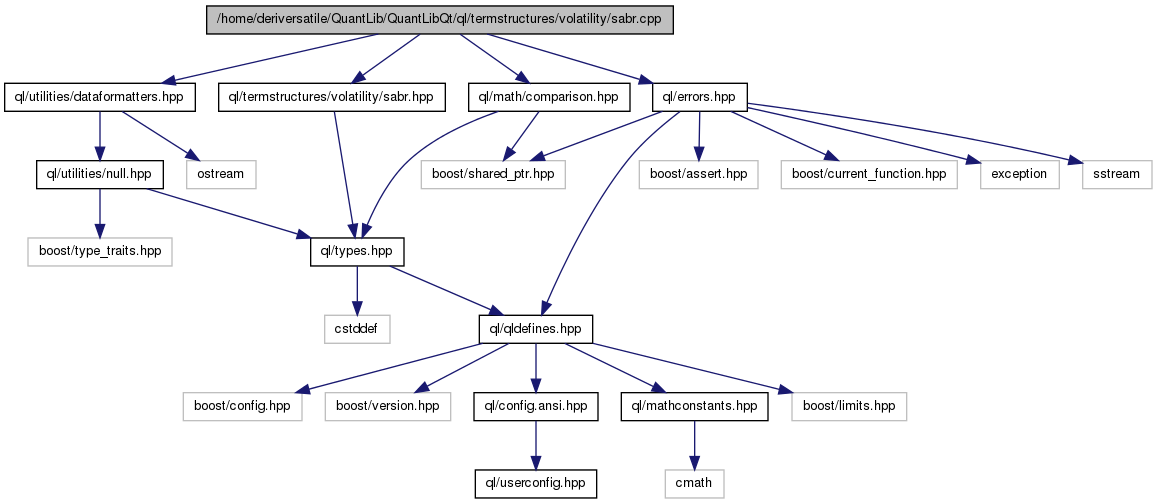 /home/deriversatile/QuantLib/QuantLibQt/ql/termstructures/volatility/sabr.cpp
ql/utilities/dataformatters.hpp
ql/termstructures/volatility/sabr.hpp
ql/math/comparison.hpp
ql/errors.hpp
ql/utilities/null.hpp
ostream
boost/shared_ptr.hpp
boost/assert.hpp
boost/current_function.hpp
exception
sstream
boost/type_traits.hpp
ql/types.hpp
cstddef
ql/qldefines.hpp
boost/config.hpp
boost/version.hpp
ql/config.ansi.hpp
ql/mathconstants.hpp
boost/limits.hpp
ql/userconfig.hpp
cmath